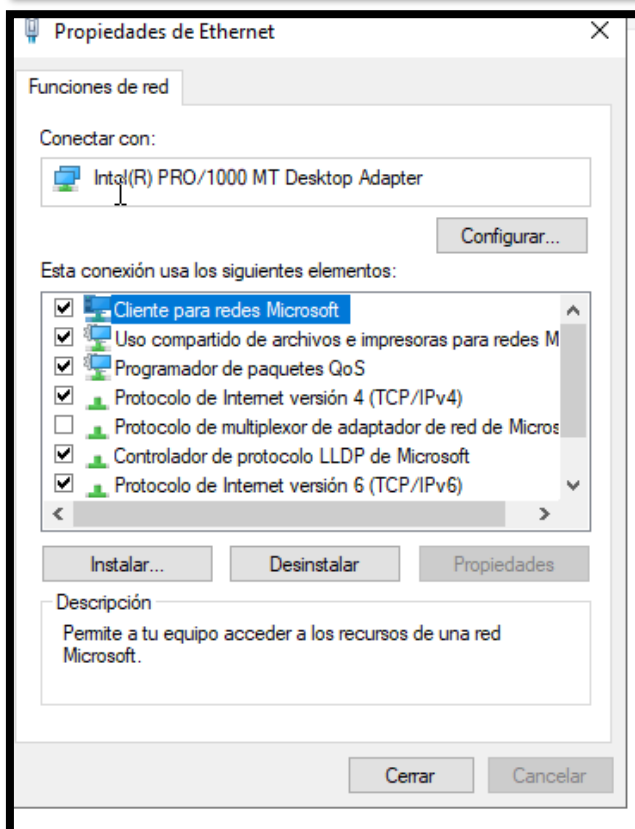 Propiedades de Ethernet
Funciones de red
Conectar con:
Intel(R) PRO/1000 MT Desktop Adapter
Configurar...
Esta conexión usa los siguientes elementos:
Cliente para redes Microsoft
Uso compartido de archivos e impresoras para redes M
Programador de paquetes QoS
Protocolo de Internet versión 4 (TCP/IPv4)
Protocolo de multiplexor de adaptador de red de Micros
Controlador de protocolo LLDP de Microsoft
Protocolo de Internet versión 6 (TCP/IPv6)
Instalar...
Desinstalar
Propiedades
Descripción
Permite a tu equipo acceder a los recursos de una red
Microsoft.
Cerrar
Cancelar